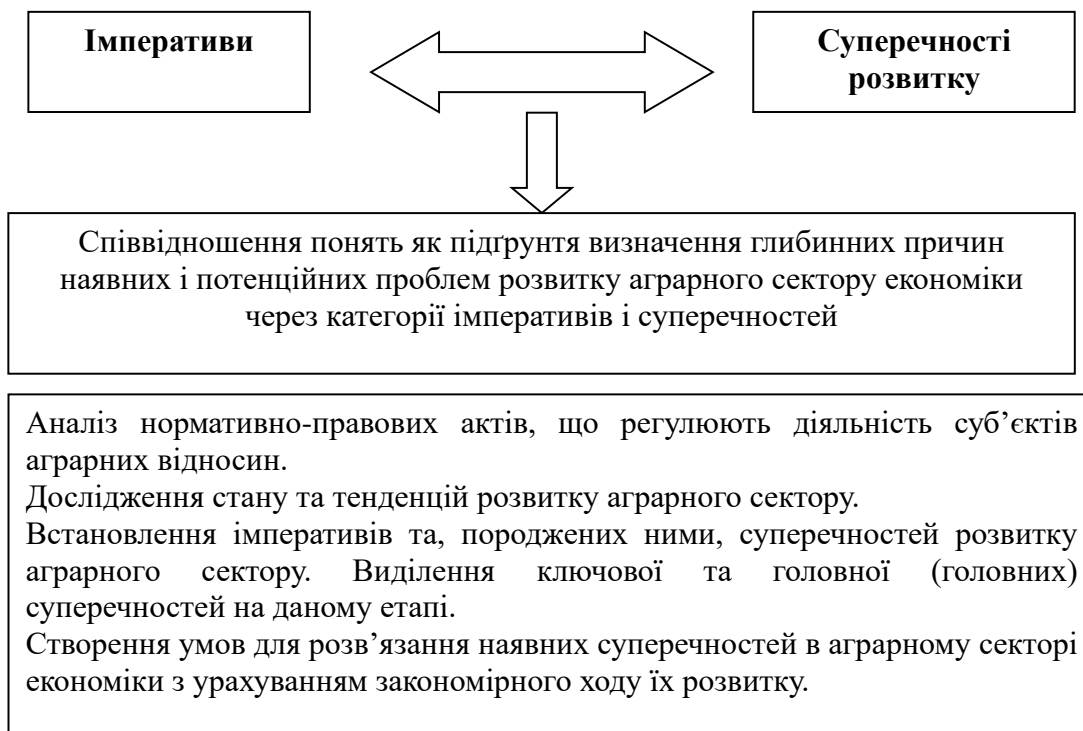 Імперативи
Суперечності
розвитку
Співвідношення понять як підґрунтя визначення глибинних причин
наявних і потенційних проблем розвитку аграрного сектору економіки
через категорії імперативів і суперечностей
Аналіз нормативно-правових актів, що регулюють діяльність суб’єктів
аграрних відносин.
Дослідження стану та тенденцій розвитку аграрного сектору.
Встановлення імперативів та, породжених ними, суперечностей розвитку
аграрного сектору. Виділення ключової та головної (головних)
суперечностей на даному етапі.
Створення умов для розв’язання наявних суперечностей в аграрному секторі
економіки з урахуванням закономірного ходу їх розвитку.